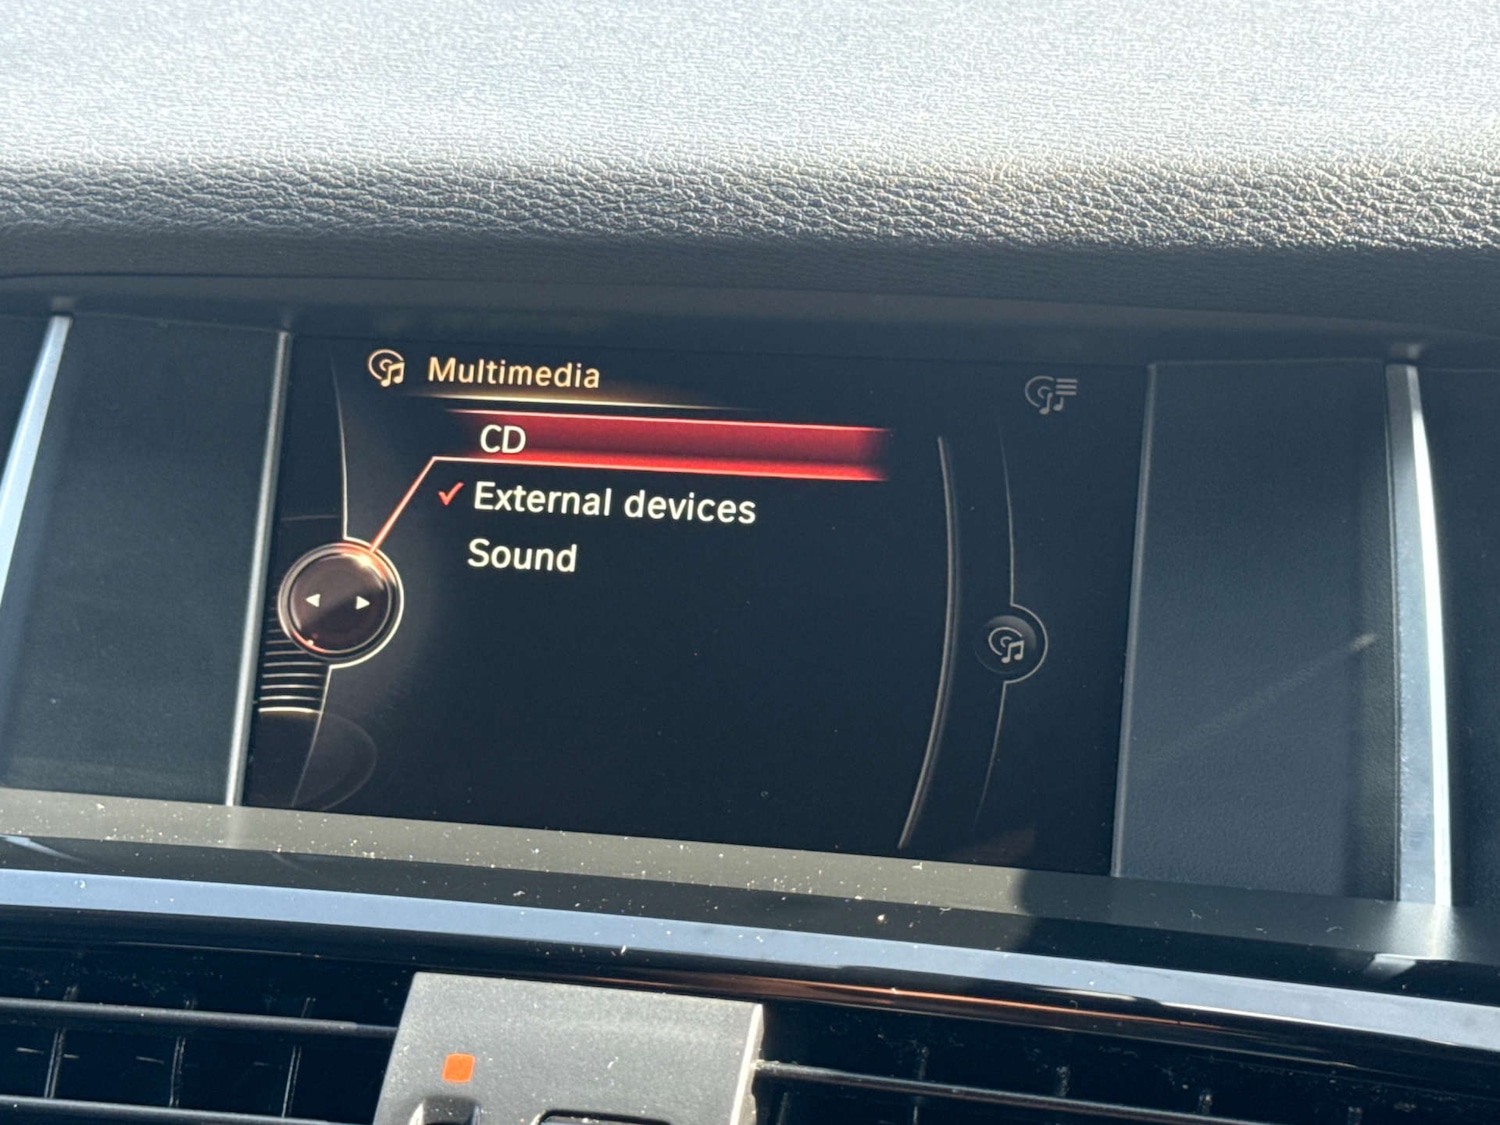 Multimedia
CD
External devices
Sound